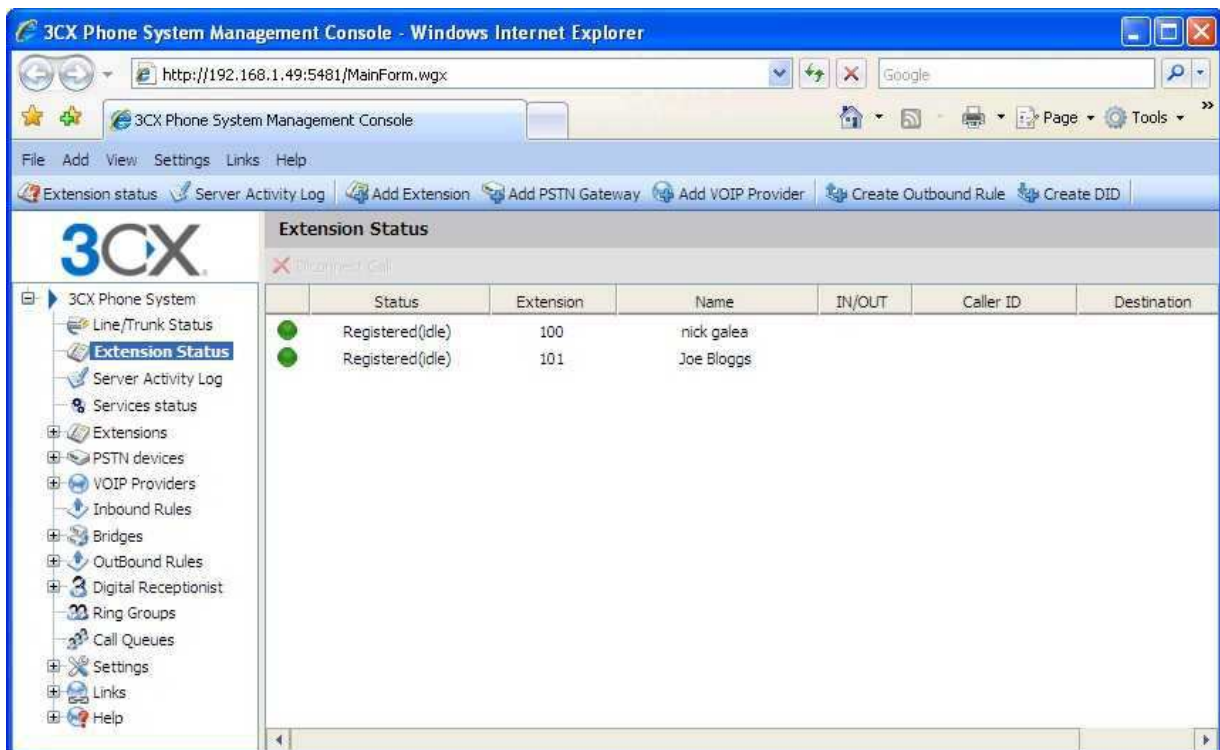 3CX Phone System Management Console - Windows Internet Explorer
http://192.168.1.49:5481/MainForm.wgx
Google
3CX Phone System Management Console
Page
Tools
File Add View Settings Links Help
Extension status Server Activity Log Add Extension Add PSTN Gateway Add VOIP Provider Create Outbound Rule Create DID
3CX
Extension Status
Disconnect Call
Status Extension Name IN/OUT Caller ID Destination
Registered(idle) 100 nick galea
Registered(idle) 101 Joe Bloggs
3CX Phone System
Line/Trunk Status
Extension Status
Server Activity Log
Services status
Extensions
PSTN devices
VOIP Providers
Inbound Rules
Bridges
OutBound Rules
Digital Receptionist
Ring Groups
Call Queues
Settings
Links
Help